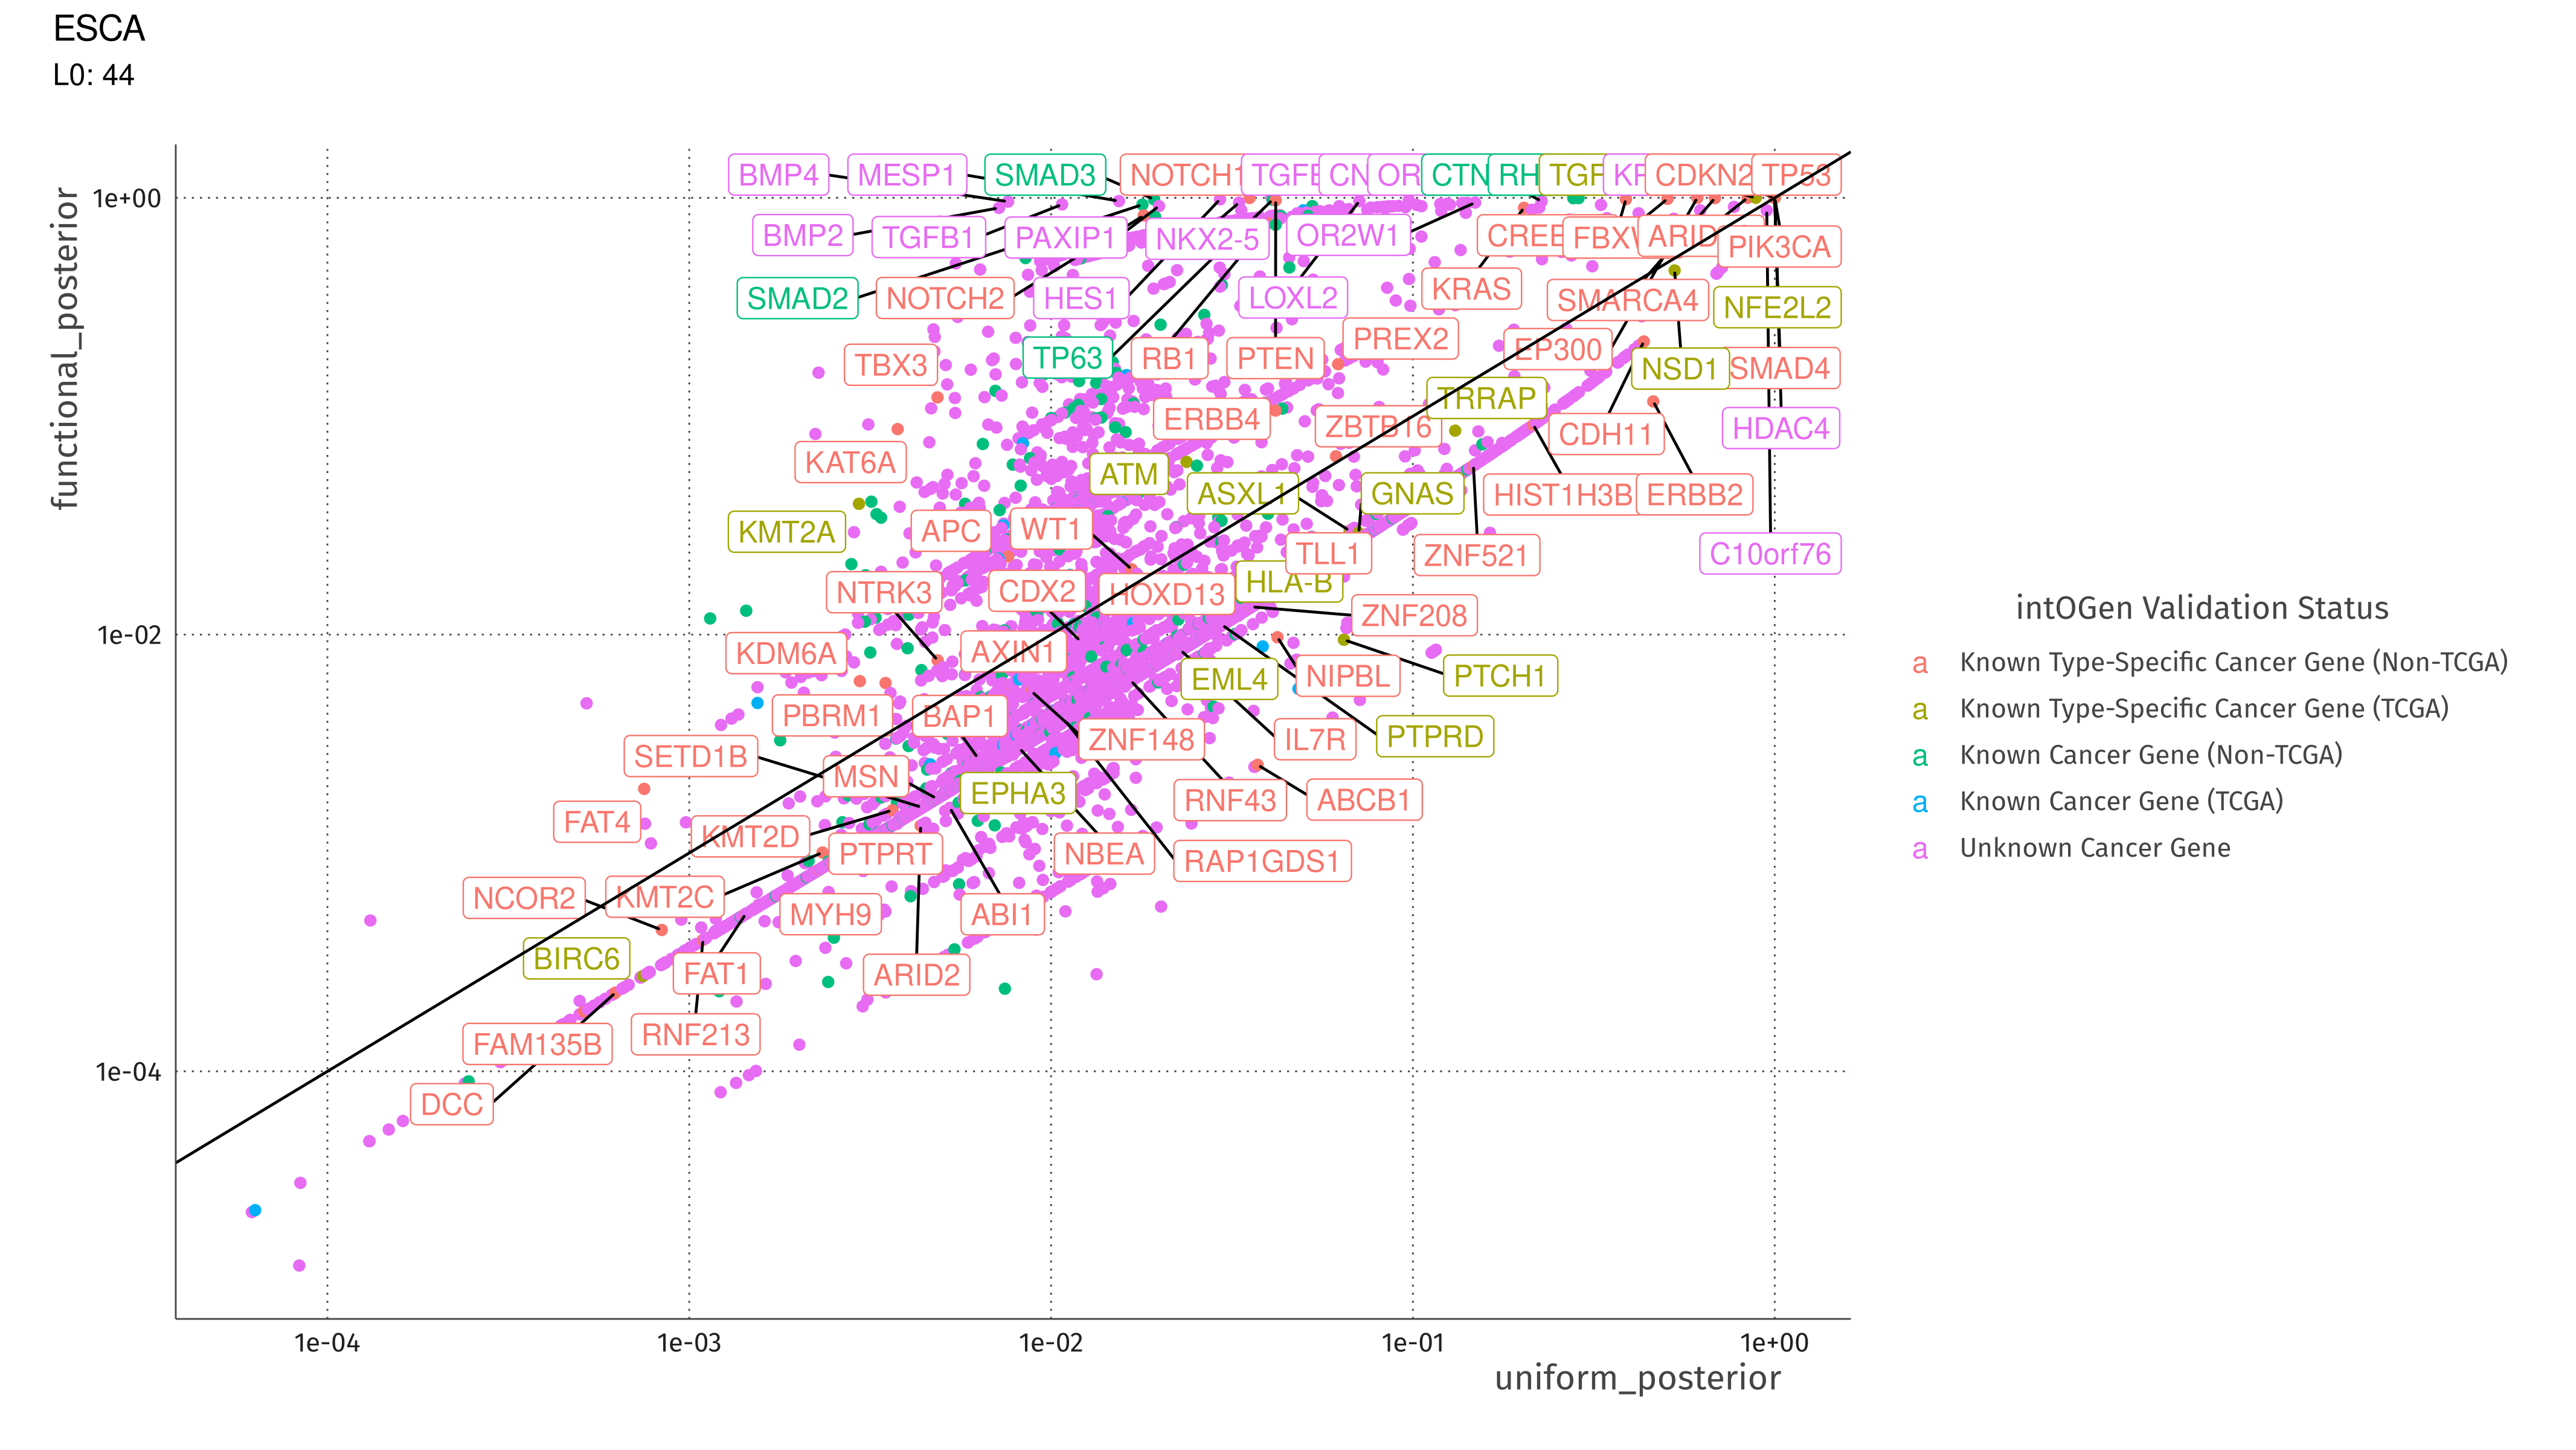 ESCA
L0: 44
functional_posterior
1e+00
1e-02
1e-04
BMP4 MESP1 SMAD3 NOTCH1 CDKN2 TP53
BMP2 TGFB1 PAXIP1 NKX2-5 OR2W1 PIK3CA
SMAD2 NOTCH2 HES1 LOXL2 KRAS SMARCA4 NFE2L2
TBX3 TP63 RB1 PTEN PREX2 EP300 NSD1 SMAD4
ERBB4 ZBTB16 TRRAP CDH11 HDAC4
KAT6A ATM ASXL1 GNAS HIST1H3B ERBB2
KMT2A APC WT1 TLL1 ZNF521 C10orf76
NTRK3 CDX2 HOXD13 HLA-B ZNF208
KDM6A AXIN1 EML4 NIPBL PTCH1
PBRM1 BAP1 ZNF148 IL7R PTPRD
SETD1B MSN EPHA3 RNF43 ABCB1
FAT4 KMT2D PTPRT NBEA RAP1GDS1
NCOR2 KMT2C MYH9 ABI1
BIRC6 FAT1 ARID2
FAM135B RNF213
DCC
1e-04 1e-03 1e-02 1e-01 1e+00
uniform_posterior
intOGen Validation Status
a Known Type-Specific Cancer Gene (Non-TCGA)
a Known Type-Specific Cancer Gene (TCGA)
a Known Cancer Gene (Non-TCGA)
a Known Cancer Gene (TCGA)
a Unknown Cancer Gene